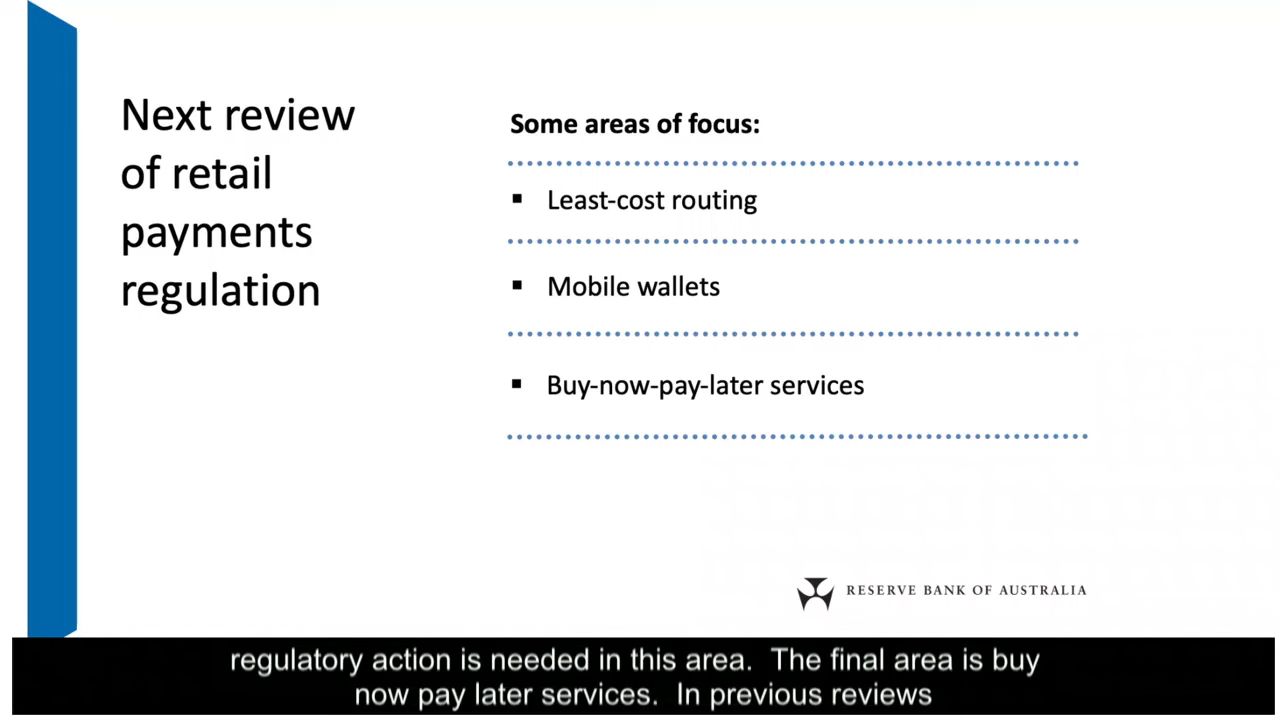 Next review
of retail
payments
regulation
Some areas of focus:
▪ Least-cost routing
▪ Mobile wallets
▪ Buy-now-pay-later services
RESERVE BANK OF AUSTRALIA
regulatory action is needed in this area.  The final area is buy
now pay later services.  In previous reviews